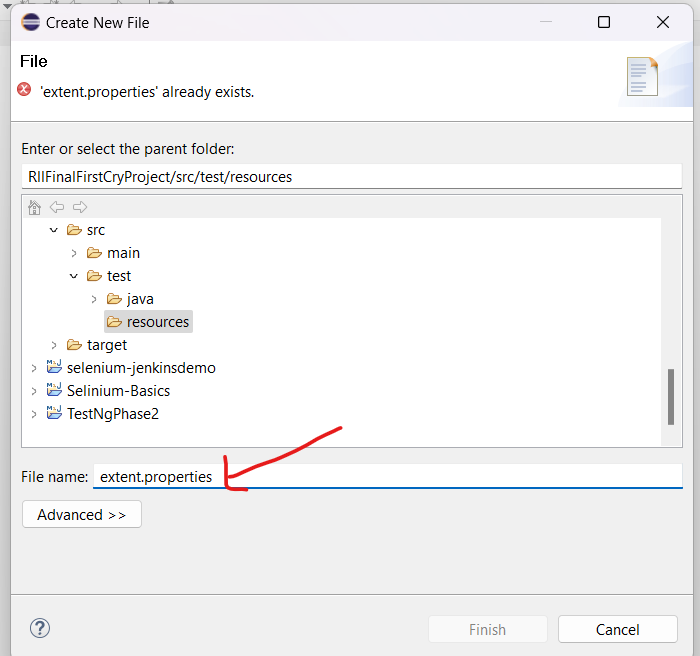 Create New File
File
'extent.properties' already exists.
Enter or select the parent folder:
RIIFinalFirstCryProject/src/test/resources
src
main
test
java
resources
target
selenium-jenkinsdemo
Selinium-Basics
TestNgPhase2
File name: extent.properties
Advanced >>
? Finish Cancel